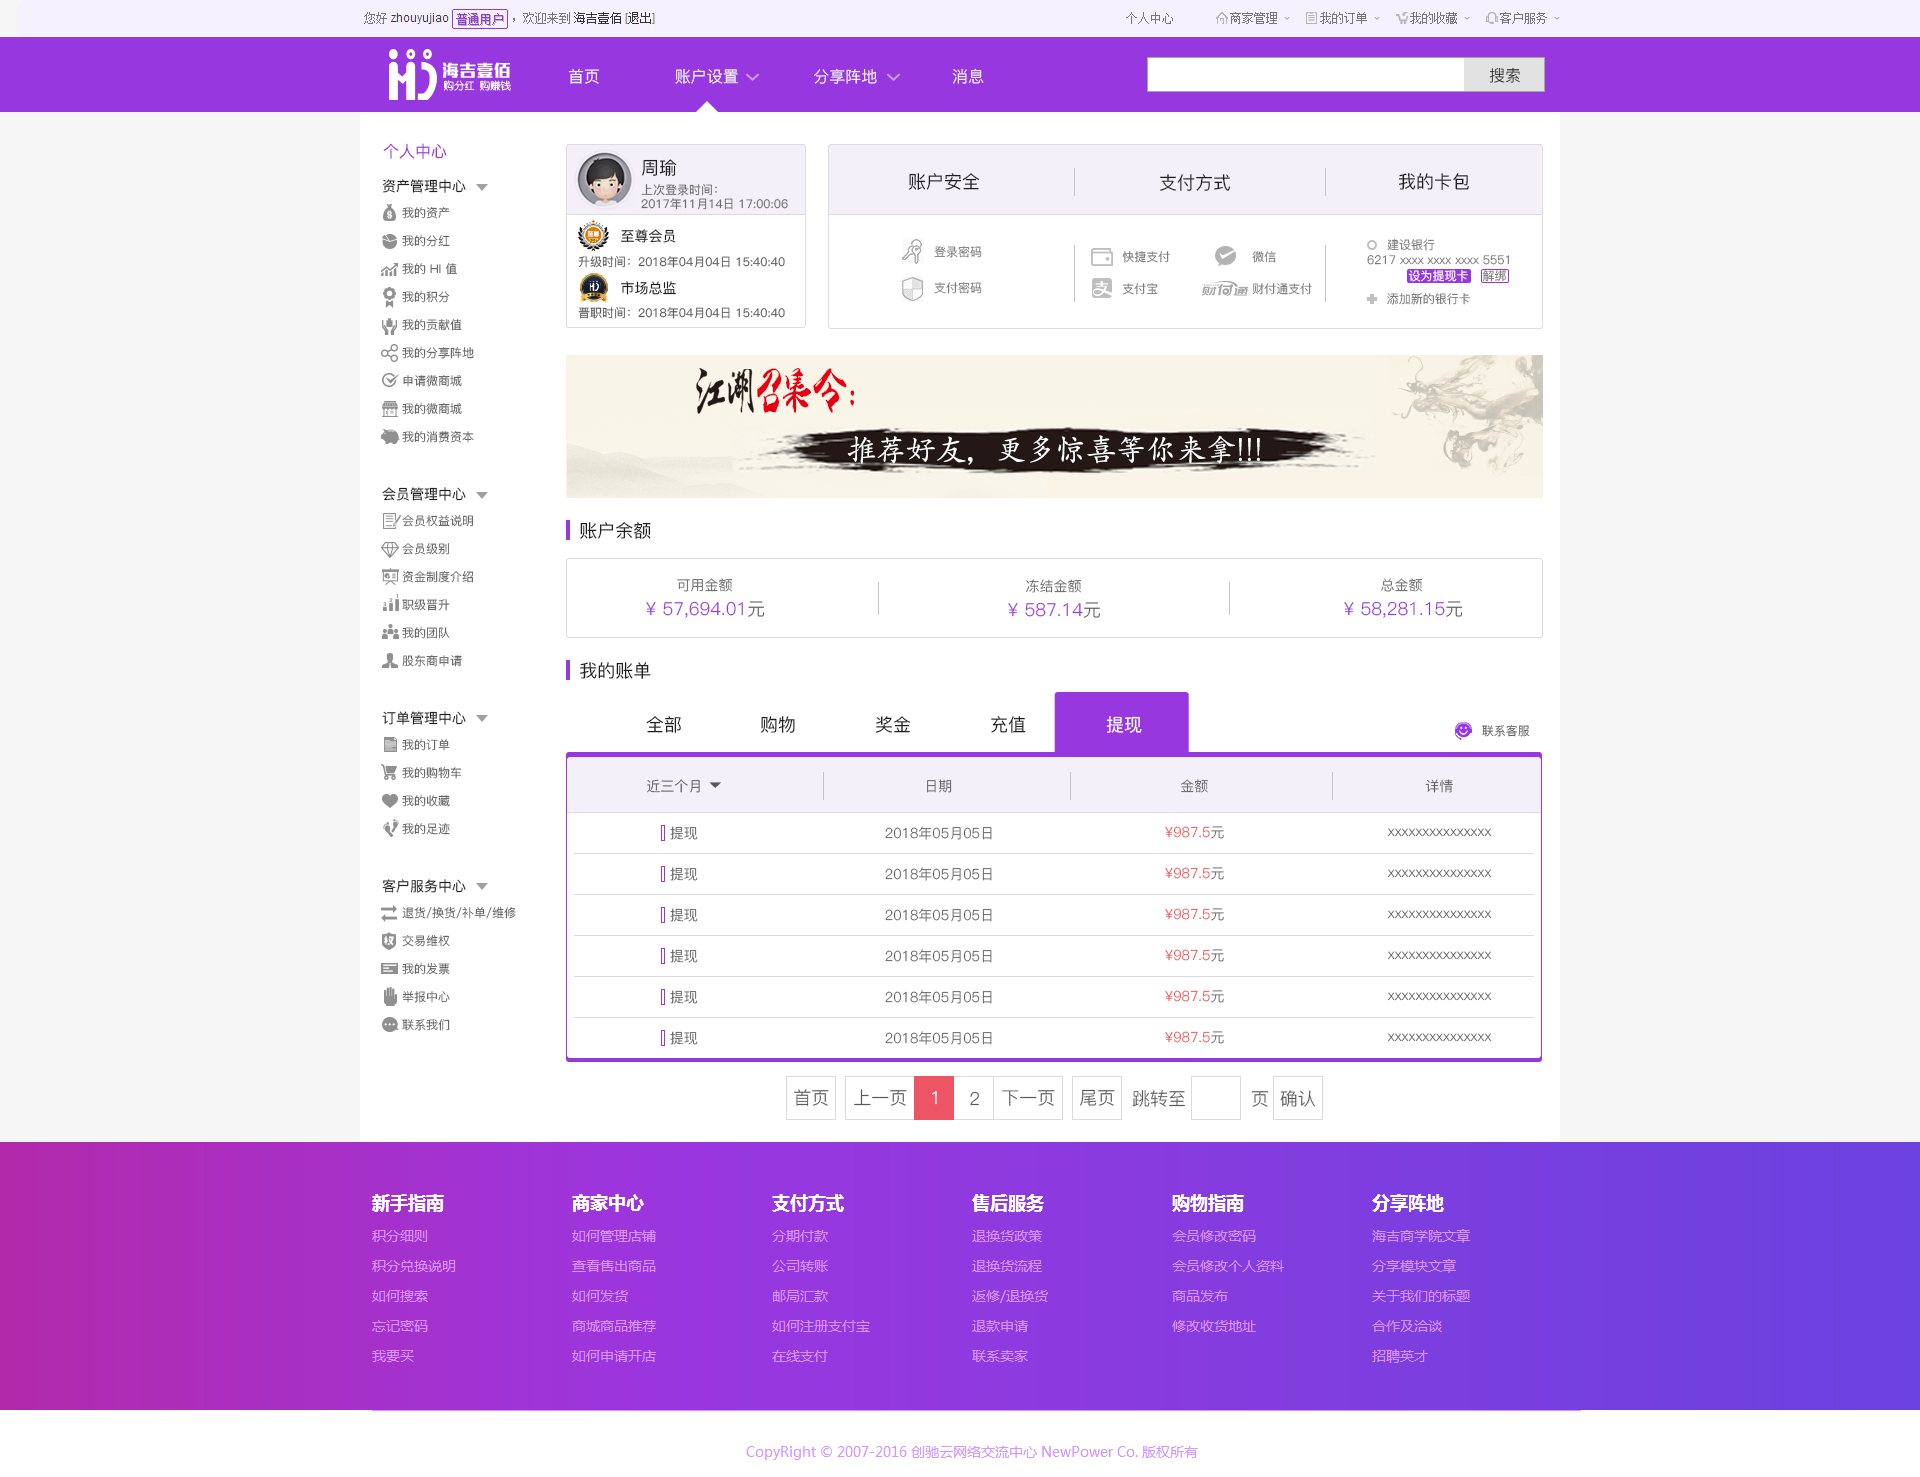 您好 zhouyujiao 普通用户 ，欢迎来到 海吉壹佰 [退出]
个人中心 商家管理 我的订单 我的收藏 客户服务
海吉壹佰
购分红 购赚钱
首页 账户设置 分享阵地 消息 搜索
个人中心
资产管理中心
我的资产
我的分红
我的 HI 值
我的积分
我的贡献值
我的分享阵地
申请微商城
我的微商城
我的消费资本
会员管理中心
会员权益说明
会员级别
资金制度介绍
职级晋升
我的团队
股东商申请
订单管理中心
我的订单
我的购物车
我的收藏
我的足迹
客户服务中心
退货/换货/补单/维修
交易维权
我的发票
举报中心
联系我们
周瑜
上次登录时间：
2017年11月14日 17:00:06
至尊会员
升级时间：2018年04月04日 15:40:40
市场总监
晋职时间：2018年04月04日 15:40:40
账户安全 支付方式 我的卡包
登录密码
支付密码
快捷支付 微信
支付宝 财付通 财付通支付
建设银行
6217 xxxx xxxx xxxx 5551
设为提现卡 解绑
添加新的银行卡
江湖召集令：
推荐好友，更多惊喜等你来拿!!!
账户余额
可用金额 冻结金额 总金额
¥ 57,694.01元 ¥ 587.14元 ¥ 58,281.15元
我的账单
全部 购物 奖金 充值 提现 联系客服
近三个月 日期 金额 详情
提现 2018年05月05日 ¥987.5元 xxxxxxxxxxxxxxx
提现 2018年05月05日 ¥987.5元 xxxxxxxxxxxxxxx
提现 2018年05月05日 ¥987.5元 xxxxxxxxxxxxxxx
提现 2018年05月05日 ¥987.5元 xxxxxxxxxxxxxxx
提现 2018年05月05日 ¥987.5元 xxxxxxxxxxxxxxx
提现 2018年05月05日 ¥987.5元 xxxxxxxxxxxxxxx
首页 上一页 1 2 下一页 尾页 跳转至 页 确认
新手指南 商家中心 支付方式 售后服务 购物指南 分享阵地
积分细则 如何管理店铺 分期付款 退换货政策 会员修改密码 海吉商学院文章
积分兑换说明 查看售出商品 公司转账 退换货流程 会员修改个人资料 分享模块文章
如何搜索 如何发货 邮局汇款 返修/退换货 商品发布 关于我们的标题
忘记密码 商城商品推荐 如何注册支付宝 退款申请 修改收货地址 合作及洽谈
我要买 如何申请开店 在线支付 联系卖家 招聘英才
CopyRight © 2007-2016 创驰云网络交流中心 NewPower Co. 版权所有